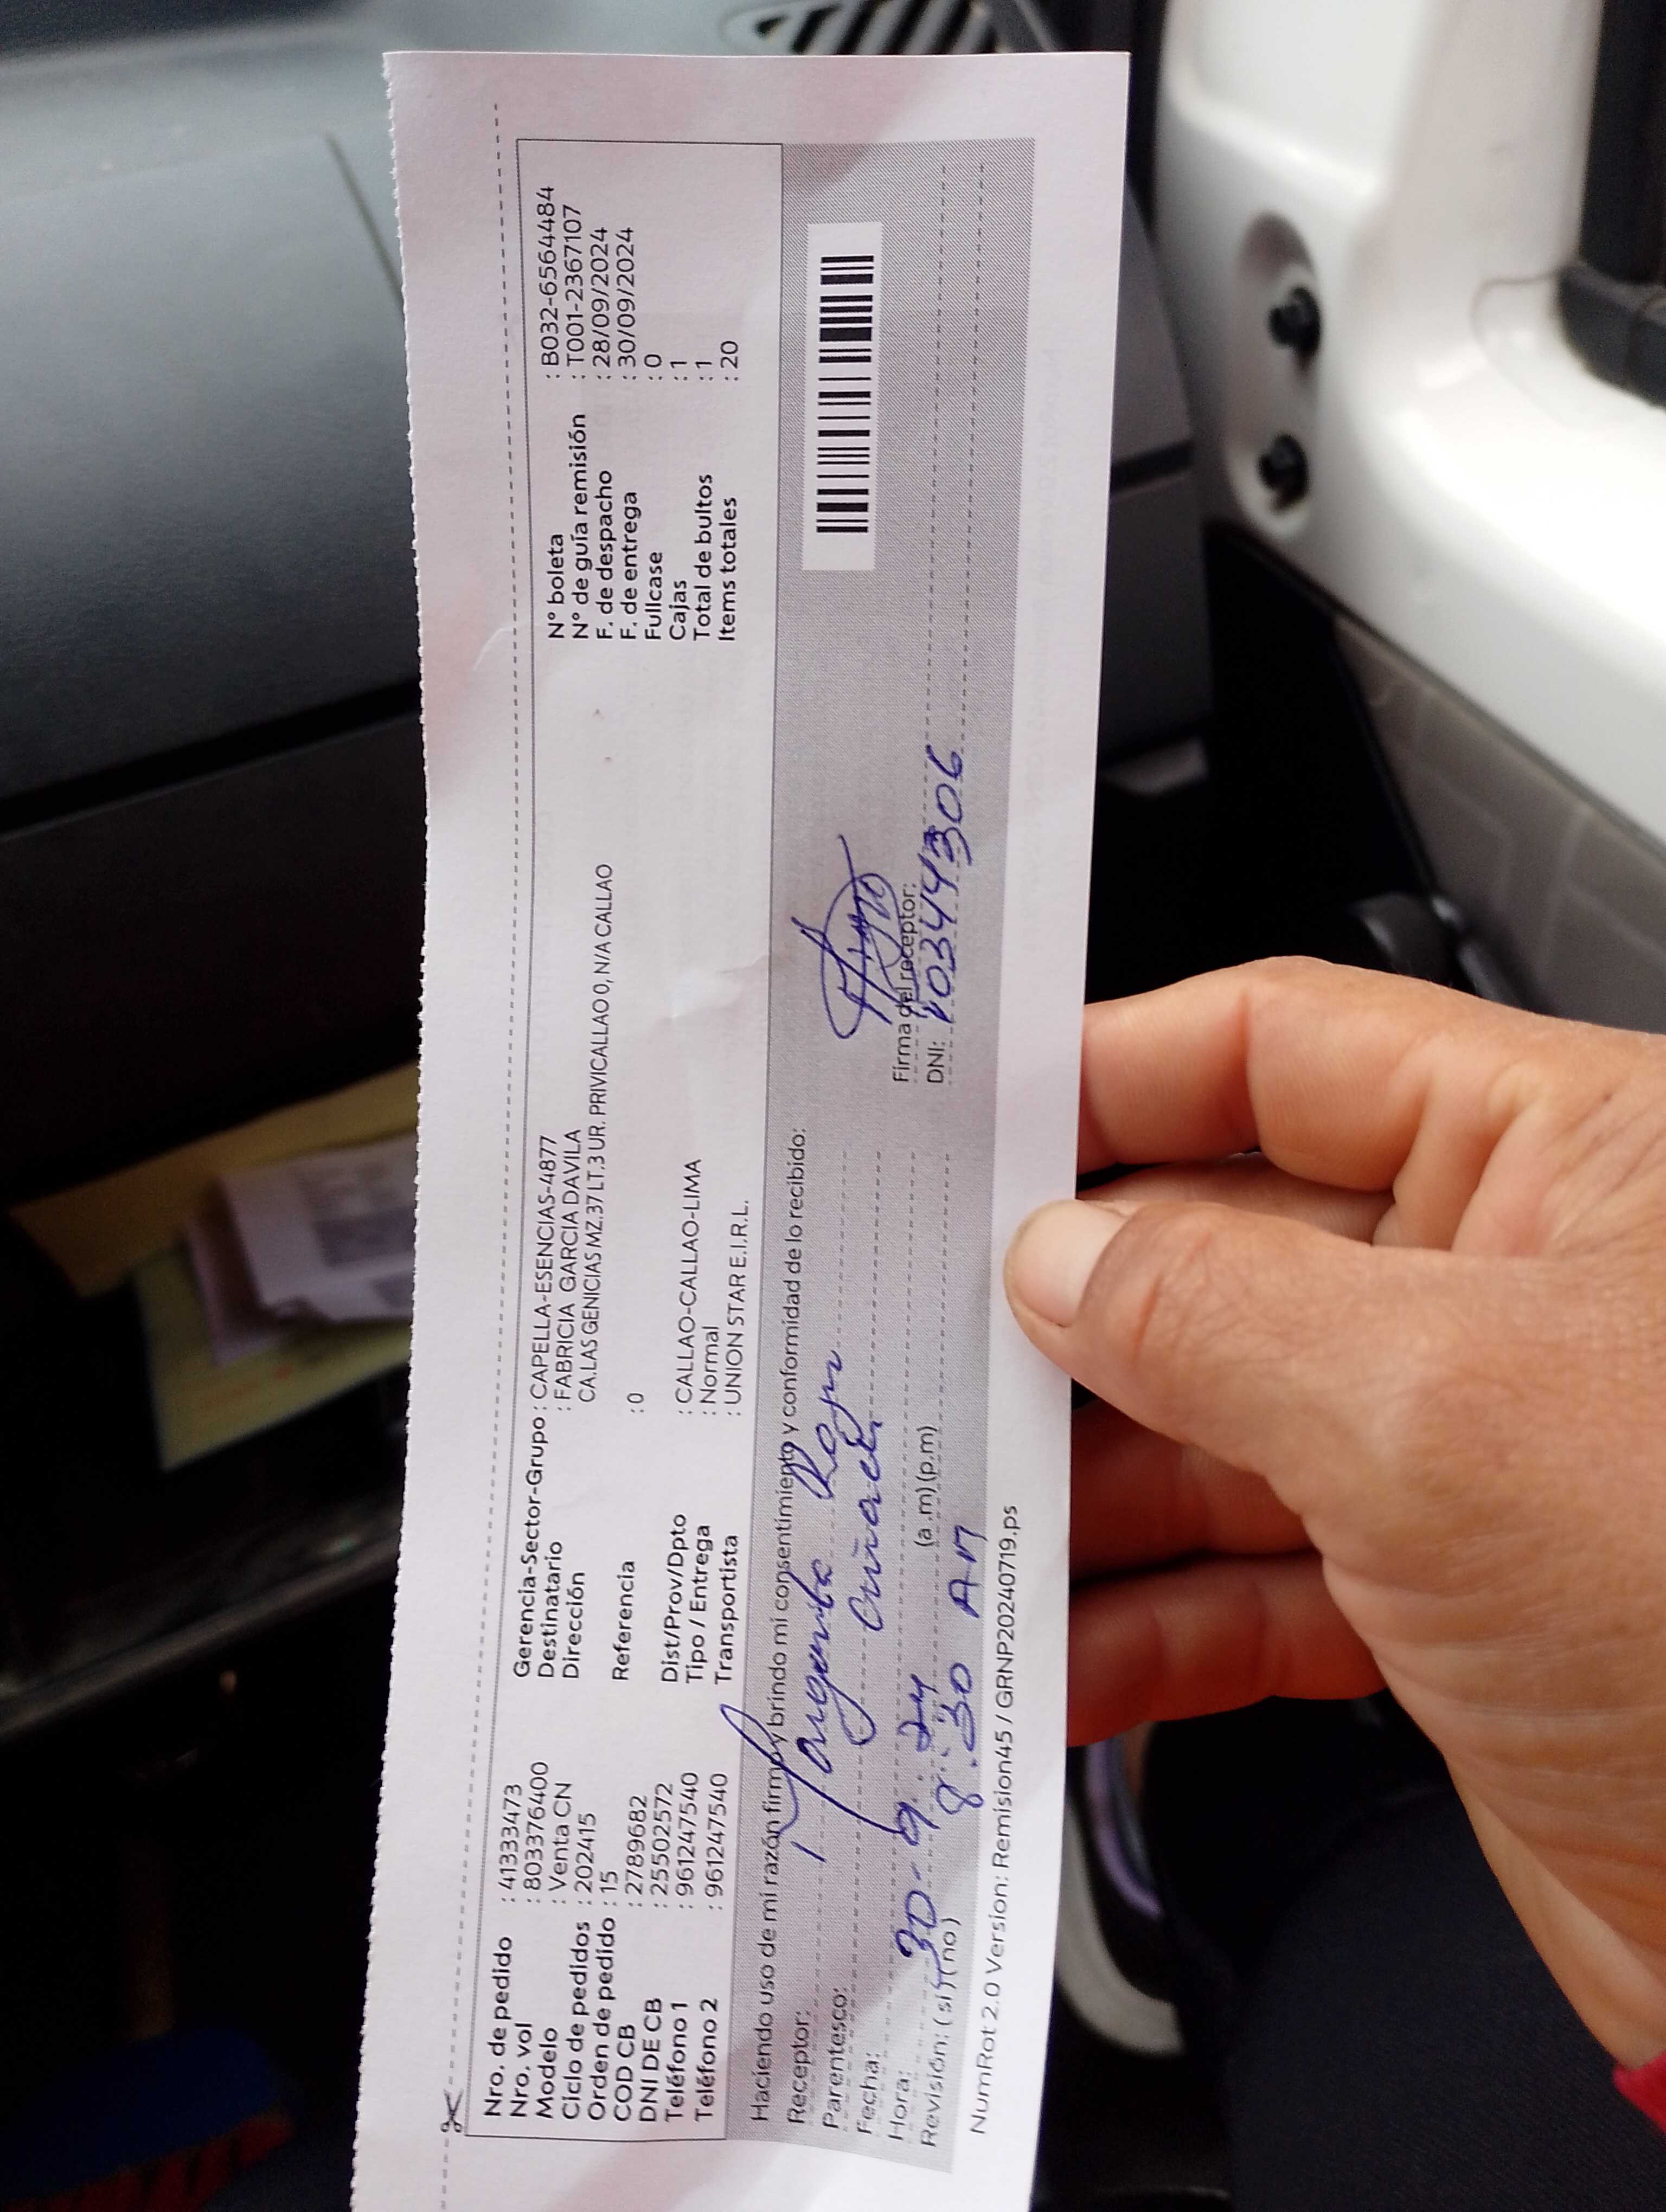 Nro. de pedido : 41333473
Nro. vol : 8033376400
Modelo : Venta CN
Ciclo de pedidos : 202415
Orden de pedido : 15
COD CB : 2789682
DNI DE CB : 25502572
Teléfono 1 : 961247540
Teléfono 2 : 961247540
Gerencia-Sector-Grupo : CAPELLA-ESENCIAS-4877
Destinatario : FABRICIA GARCIA DAVILA
Dirección CA.LAS GENICIAS MZ.37 LT.3 UR. PRIVICALLAO 0, N/A CALLAO
Referencia : 0
Dist/Prov/Dpto : CALLAO-CALLAO-LIMA
Tipo / Entrega : Normal
Transportista : UNION STAR E.I.R.L.
N° boleta : B032-6564484
N° de guía remisión : T001-2367107
F. de despacho : 28/09/2024
F. de entrega : 30/09/2024
Fullcase : 0
Cajas : 1
Total de bultos : 1
Items totales : 20
Haciendo uso de mi razón firmo y brindo mi consentimiento y conformidad de lo recibido:
Receptor: Margarita
Parentesco:
Fecha: 30-9-24
Hora: 8:30 AM (a.m) (p.m)
Revisión: (si) (no)
Firma del receptor:
DNI: 10344306
NumRot 2.0 Version: Remision45 / GRNP20240719.ps